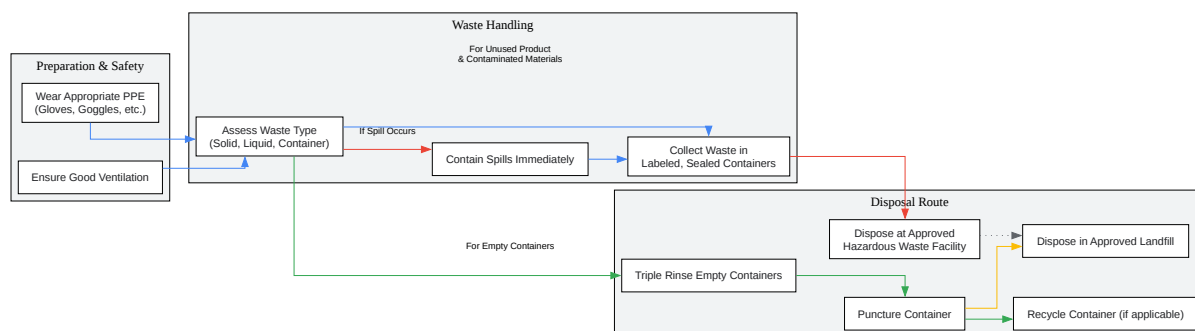 Waste Handling
For Unused Product
& Contaminated Materials
Preparation & Safety
Wear Appropriate PPE
(Gloves, Goggles, etc.)
Ensure Good Ventilation
Assess Waste Type
(Solid, Liquid, Container)
If Spill Occurs
Contain Spills Immediately
Collect Waste in
Labeled, Sealed Containers
Disposal Route
For Empty Containers
Dispose at Approved
Hazardous Waste Facility
Dispose in Approved Landfill
Triple Rinse Empty Containers
Puncture Container
Recycle Container (if applicable)